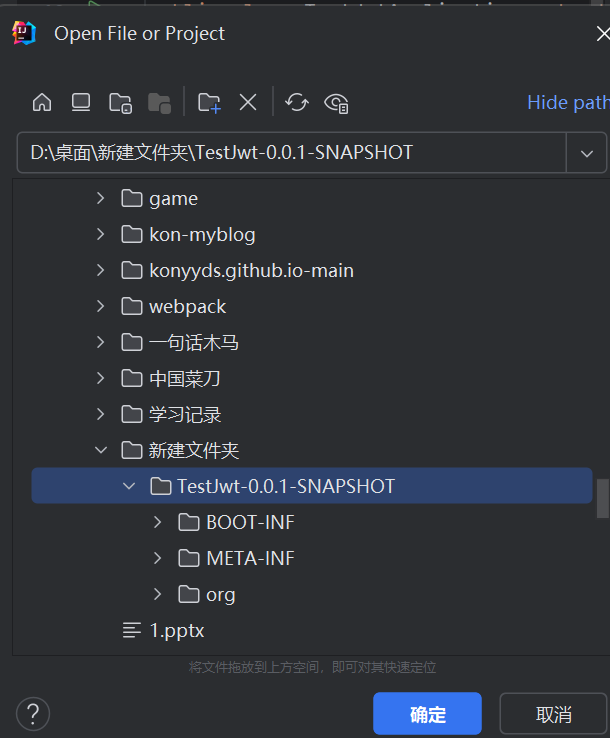 Open File or Project
Hide path
D:\桌面\新建文件夹\TestJwt-0.0.1-SNAPSHOT
game
kon-myblog
konyyds.github.io-main
webpack
一句话木马
中国菜刀
学习记录
新建文件夹
TestJwt-0.0.1-SNAPSHOT
BOOT-INF
META-INF
org
1.pptx
将文件拖放到上方空间，即可对其快速定位
?
确定
取消